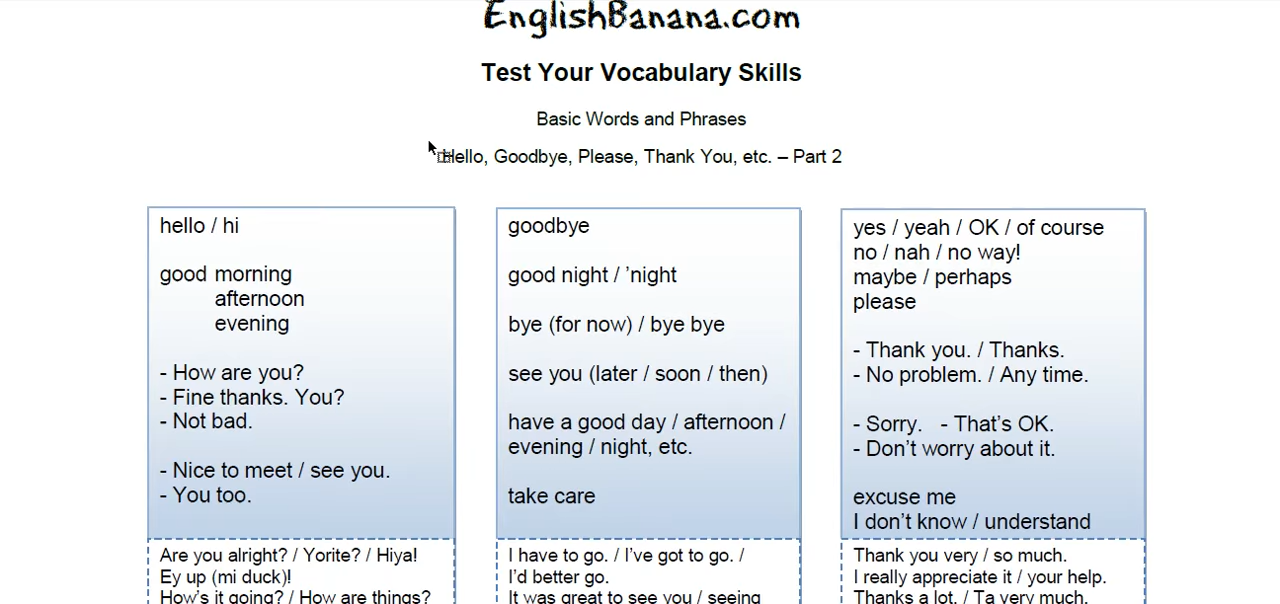 EnglishBanana.com
Test Your Vocabulary Skills
Basic Words and Phrases
Hello, Goodbye, Please, Thank You, etc. – Part 2
hello / hi
good morning
afternoon
evening
- How are you?
- Fine thanks. You?
- Not bad.
- Nice to meet / see you.
- You too.
Are you alright? / Yorite? / Hiya!
Ey up (mi duck)!
How's it going? / How are things?
goodbye
good night / ’night
bye (for now) / bye bye
see you (later / soon / then)
have a good day / afternoon /
evening / night, etc.
take care
I have to go. / I’ve got to go. /
I’d better go.
It was great to see you / seeing
yes / yeah / OK / of course
no / nah / no way!
maybe / perhaps
please
- Thank you. / Thanks.
- No problem. / Any time.
- Sorry.   - That’s OK.
- Don’t worry about it.
excuse me
I don’t know / understand
Thank you very / so much.
I really appreciate it / your help.
Thanks a lot. / Ta very much.